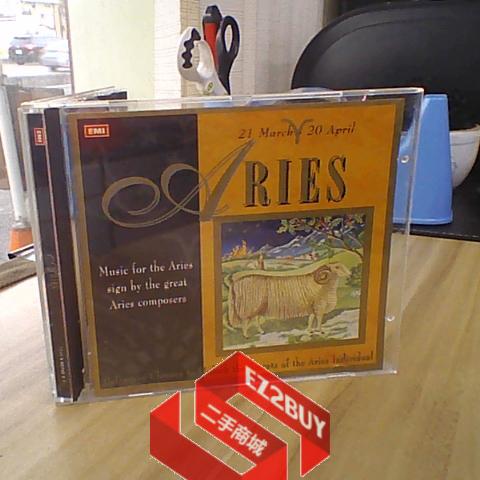 EMI
21 March - 20 April
ARIES
Music for the Aries
sign by the great
Aries composers
of the Aries Individual
EZ2BUY
二手商城